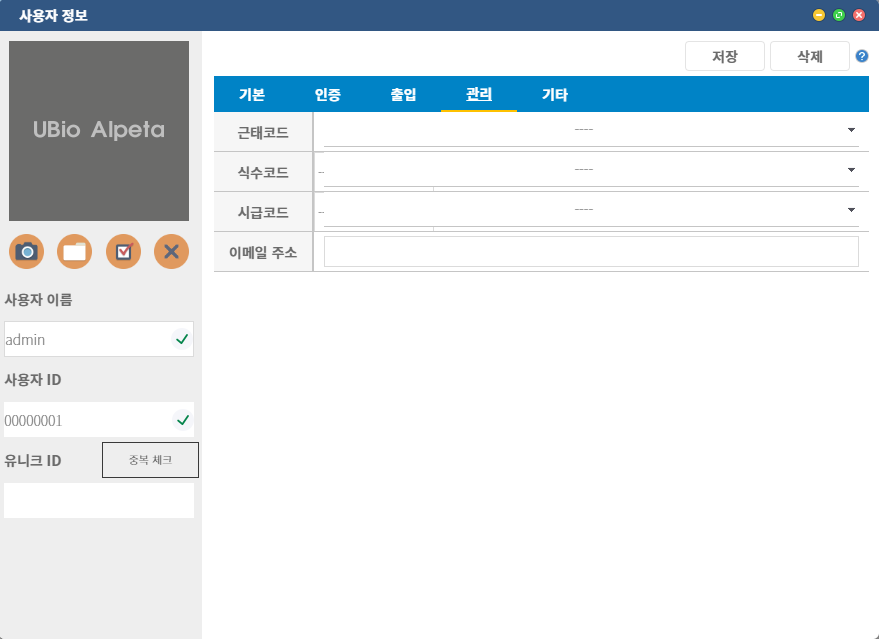 사용자 정보
저장
삭제
?
UBio Alpeta
기본
인증
출입
관리
기타
근태코드
----
식수코드
--
----
시급코드
--
----
이메일 주소
사용자 이름
admin
사용자 ID
00000001
유니크 ID
중복 체크